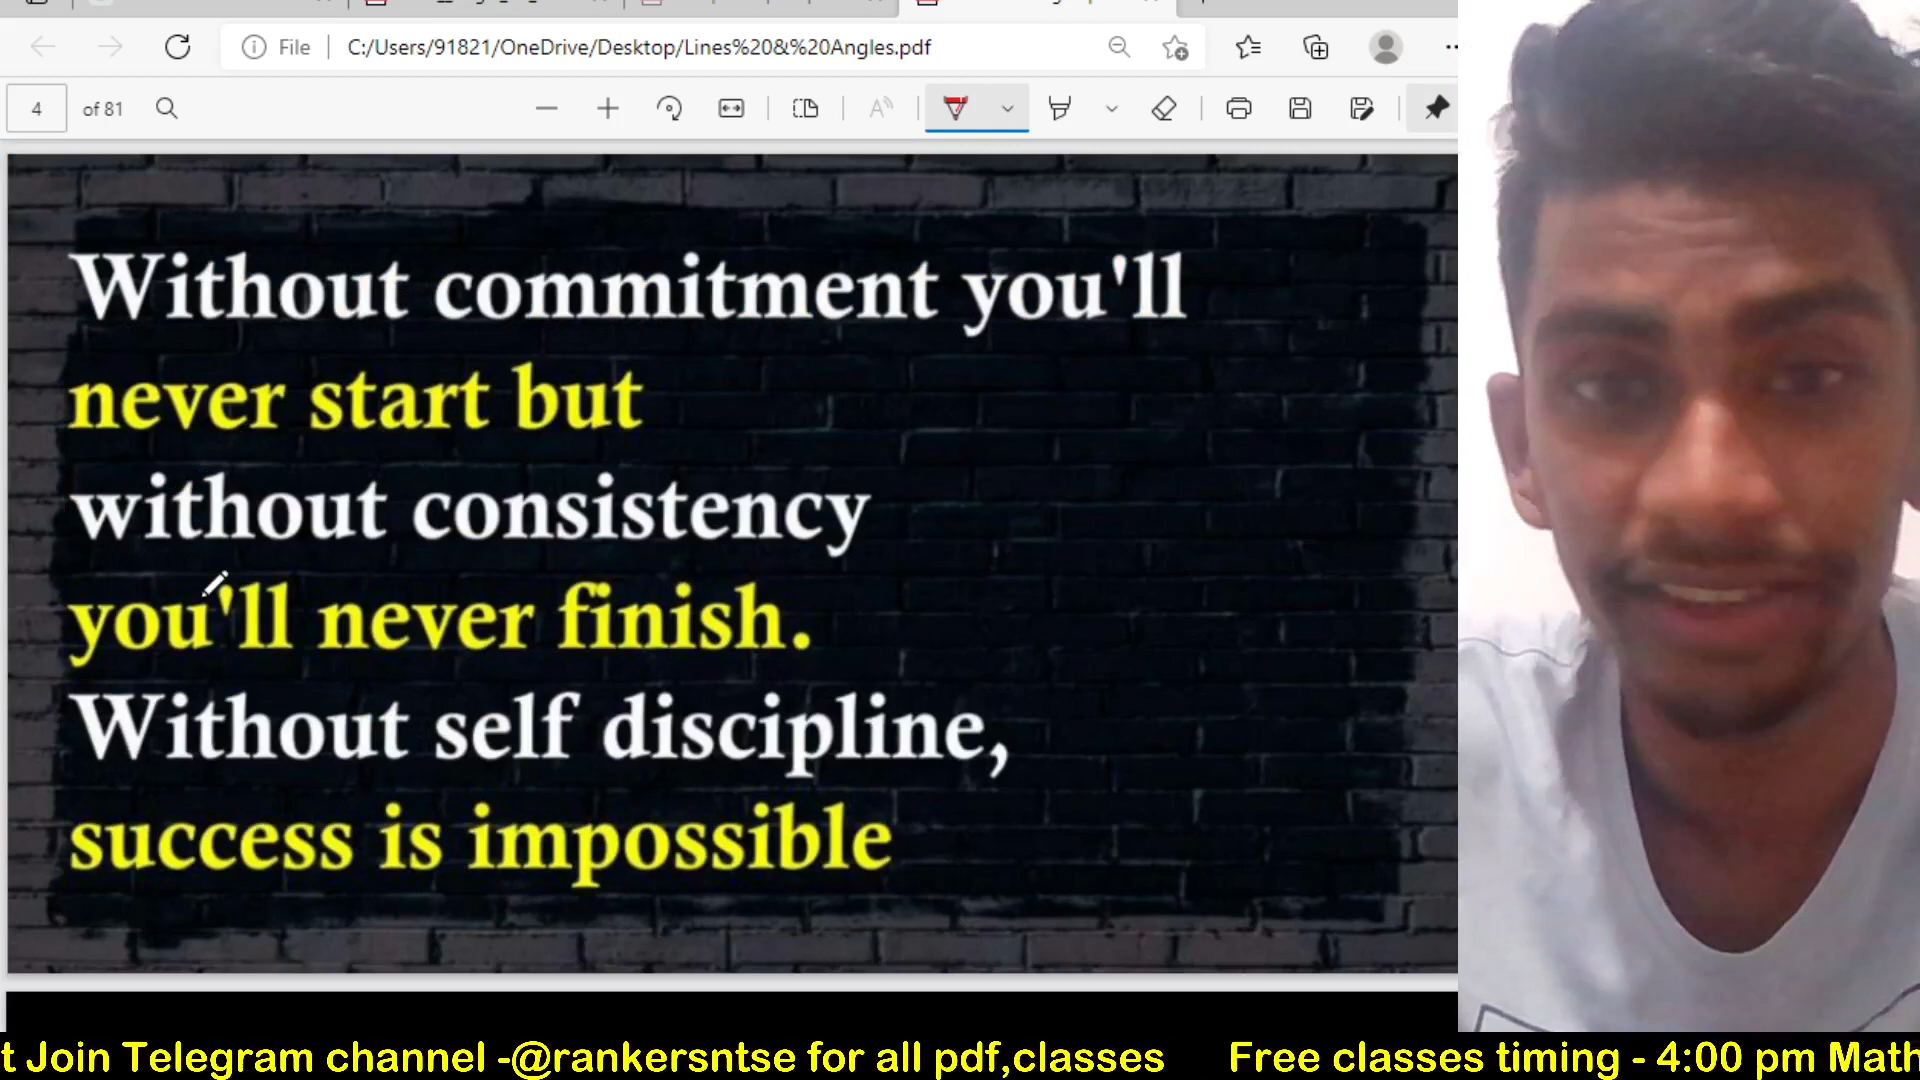 File
C:/Users/91821/OneDrive/Desktop/Lines%20&%20Angles.pdf
4 of 81
Without commitment you'll
never start but
without consistency
you'll never finish.
Without self discipline,
success is impossible
t Join Telegram channel -@rankersntse for all pdf,classes Free classes timing - 4:00 pm Math